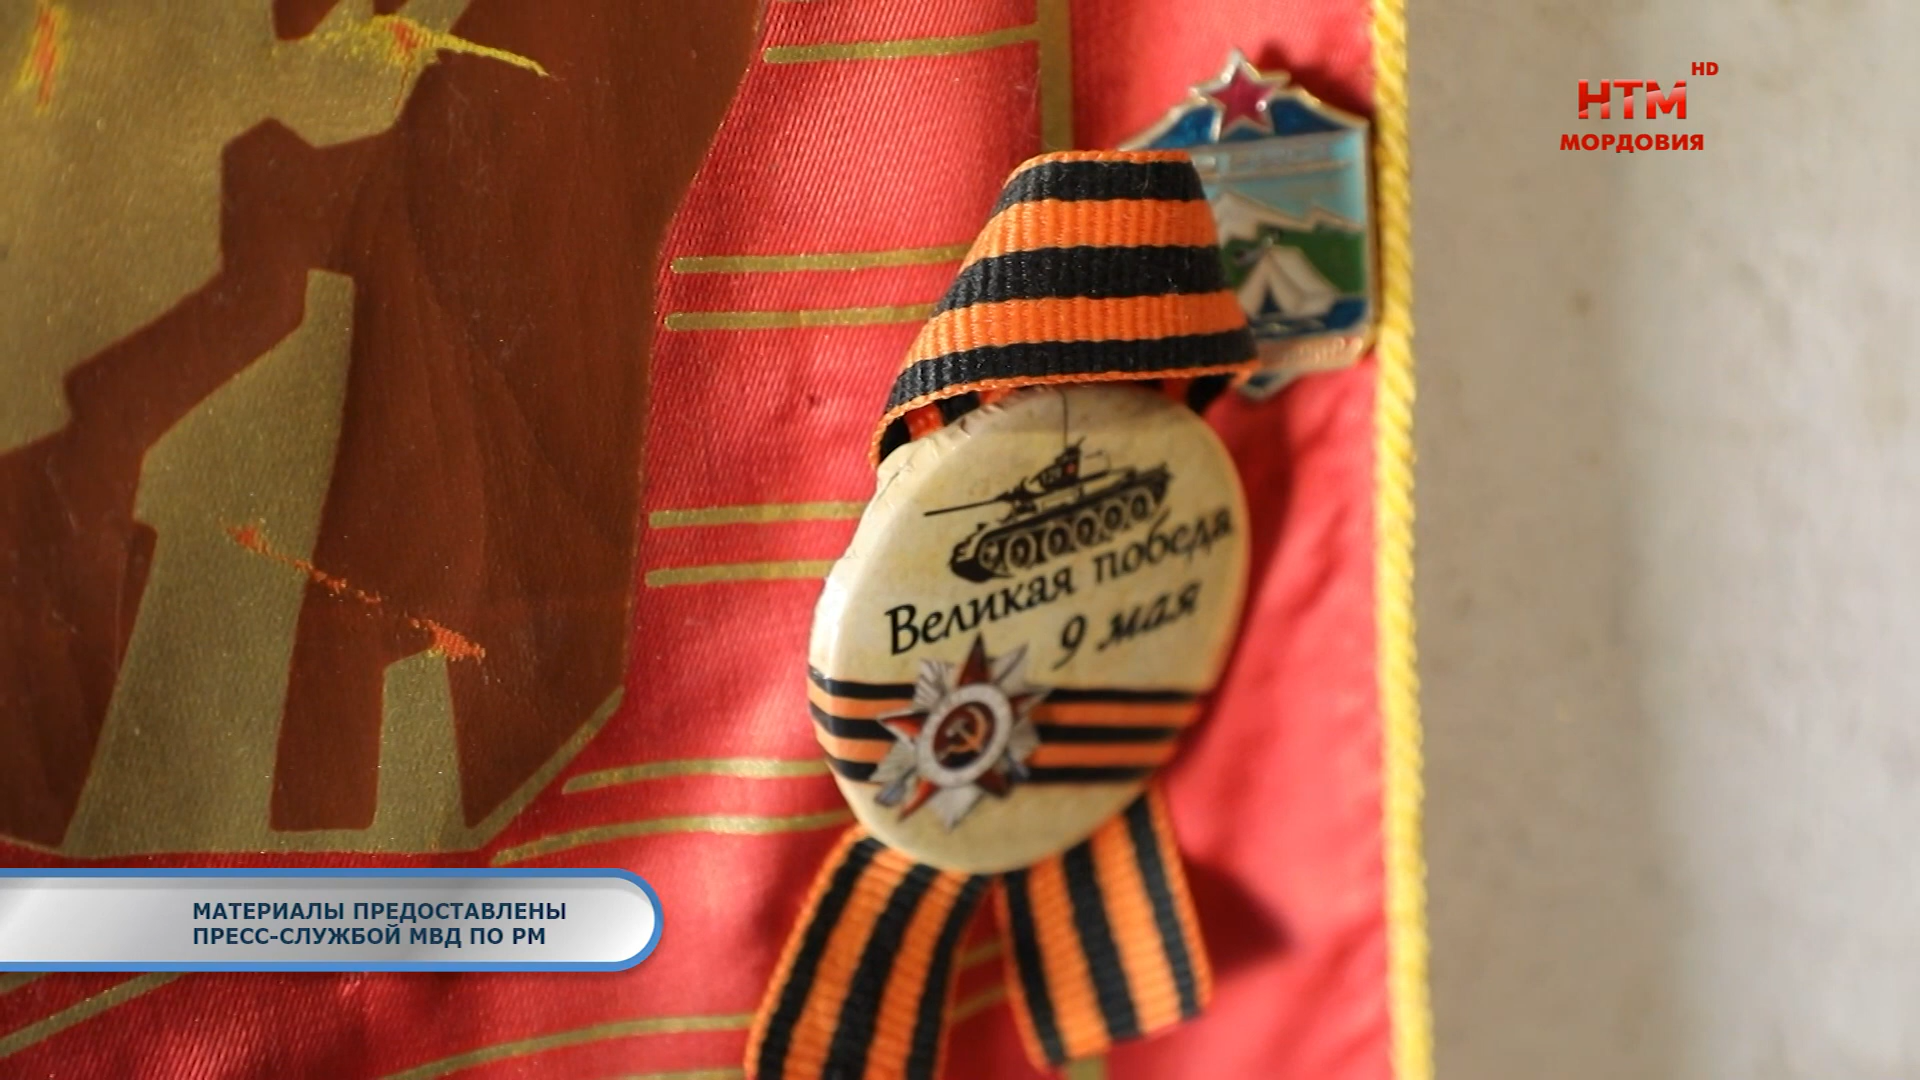 HD
НТМ
МОРДОВИЯ
Великая победа
9 мая
МАТЕРИАЛЫ ПРЕДОСТАВЛЕНЫ
ПРЕСС-СЛУЖБОЙ МВД ПО РМ